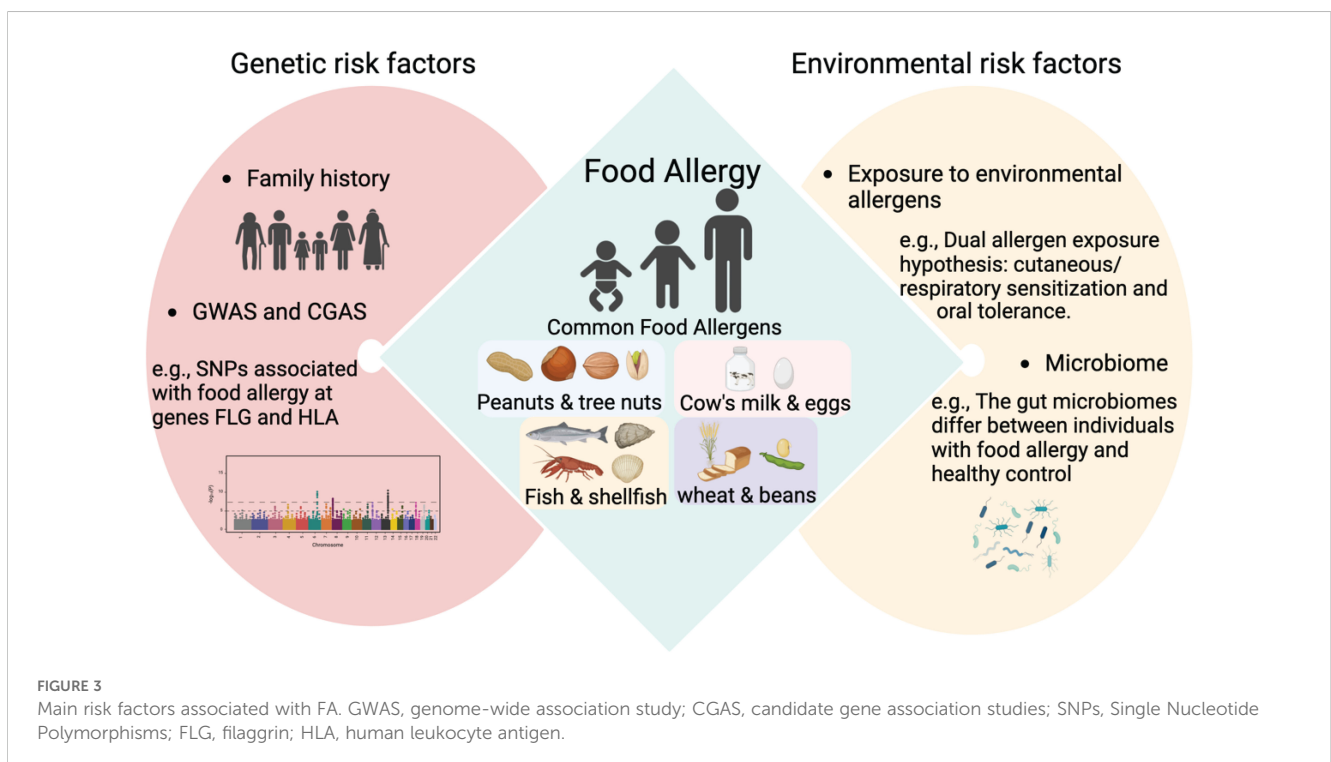 Genetic risk factors
• Family history
• GWAS and CGAS
e.g., SNPs associated
with food allergy at
genes FLG and HLA
-log₁₀(P)
Chromosome
Food Allergy
Common Food Allergens
Peanuts & tree nuts
Cow's milk & eggs
Fish & shellfish
wheat & beans
Environmental risk factors
• Exposure to environmental
allergens
e.g., Dual allergen exposure
hypothesis: cutaneous/
respiratory sensitization and
oral tolerance.
• Microbiome
e.g., The gut microbiomes
differ between individuals
with food allergy and
healthy control
FIGURE 3
Main risk factors associated with FA. GWAS, genome-wide association study; CGAS, candidate gene association studies; SNPs, Single Nucleotide
Polymorphisms; FLG, filaggrin; HLA, human leukocyte antigen.